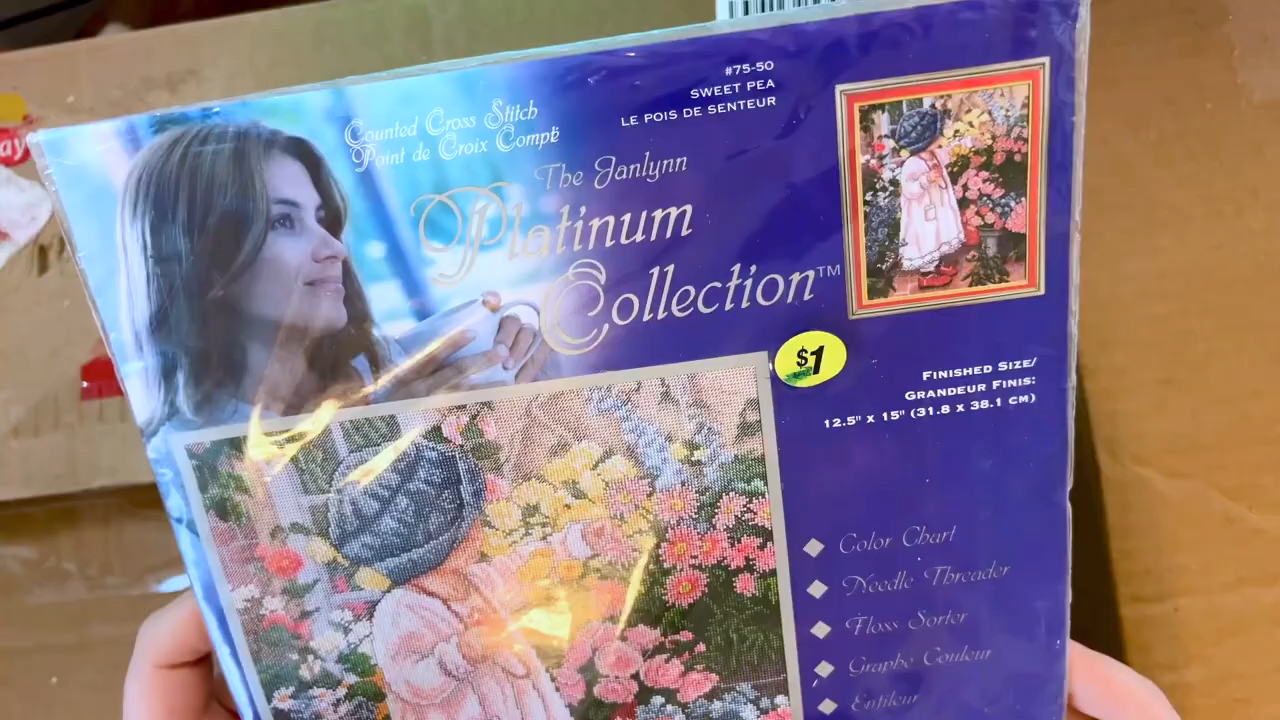 Counted Cross Stitch
Point de Croix Compté
#75-50
SWEET PEA
LE POIS DE SENTEUR
The Janlynn
Platinum
Collection™
$1
FINISHED SIZE/
GRANDEUR FINIS:
12.5" X 15" (31.8 X 38.1 CM)
Color Chart
Needle Threader
Floss Sorter
Graphe Couleur
Enfileur